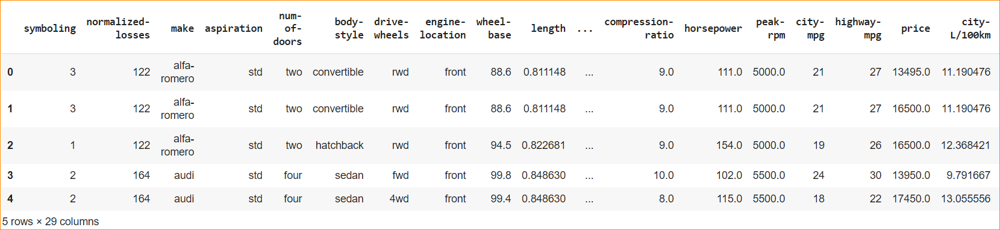 symboling normalized-losses make aspiration num-of-doors body-style drive-wheels engine-location wheel-base length ... compression-ratio horsepower peak-rpm city-mpg highway-mpg price city-L/100km
0 3 122 alfa-romero std two convertible rwd front 88.6 0.811148 ... 9.0 111.0 5000.0 21 27 13495.0 11.190476
1 3 122 alfa-romero std two convertible rwd front 88.6 0.811148 ... 9.0 111.0 5000.0 21 27 16500.0 11.190476
2 1 122 alfa-romero std two hatchback rwd front 94.5 0.822681 ... 9.0 154.0 5000.0 19 26 16500.0 12.368421
3 2 164 audi std four sedan fwd front 99.8 0.848630 ... 10.0 102.0 5500.0 24 30 13950.0 9.791667
4 2 164 audi std four sedan 4wd front 99.4 0.848630 ... 8.0 115.0 5500.0 18 22 17450.0 13.055556
5 rows × 29 columns